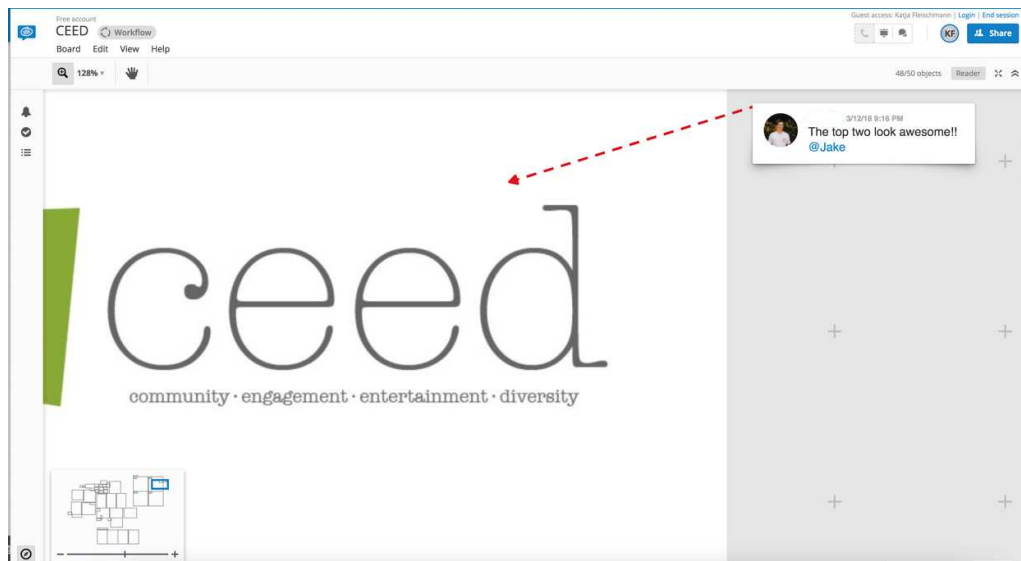 Free account
CEED Workflow
Board Edit View Help
Guest access: Katja Fleischmann | Login | End session
KF Share
128%
48/50 objects Reader
3/12/18 9:16 PM
The top two look awesome!!
@Jake
ceed
community · engagement · entertainment · diversity